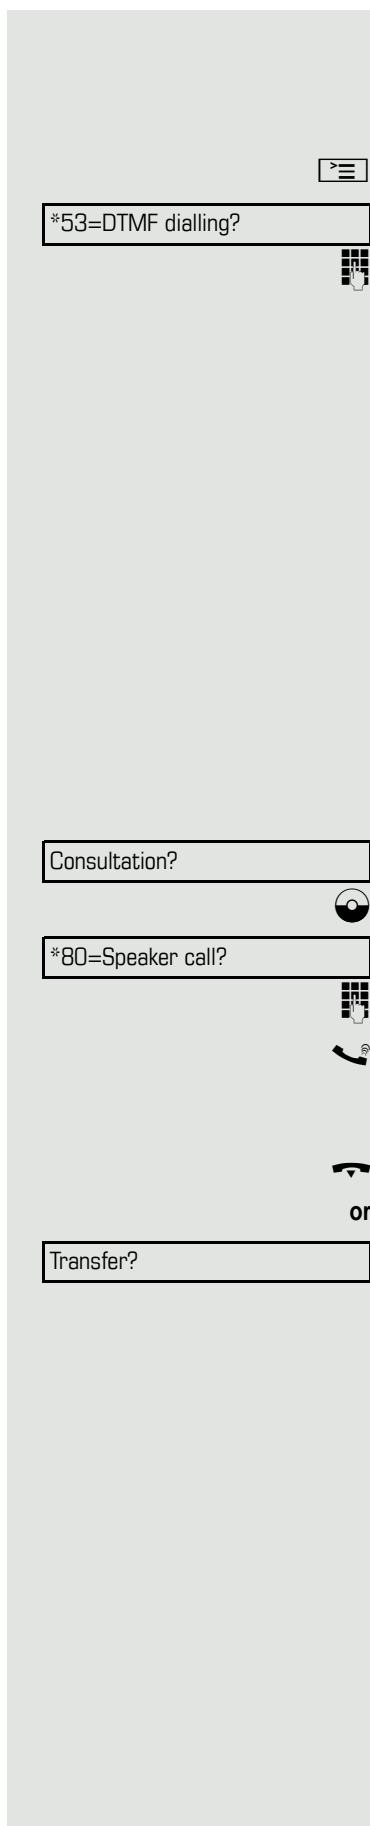 *53=DTMF dialling?
Consultation?
*80=Speaker call?
or
Transfer?